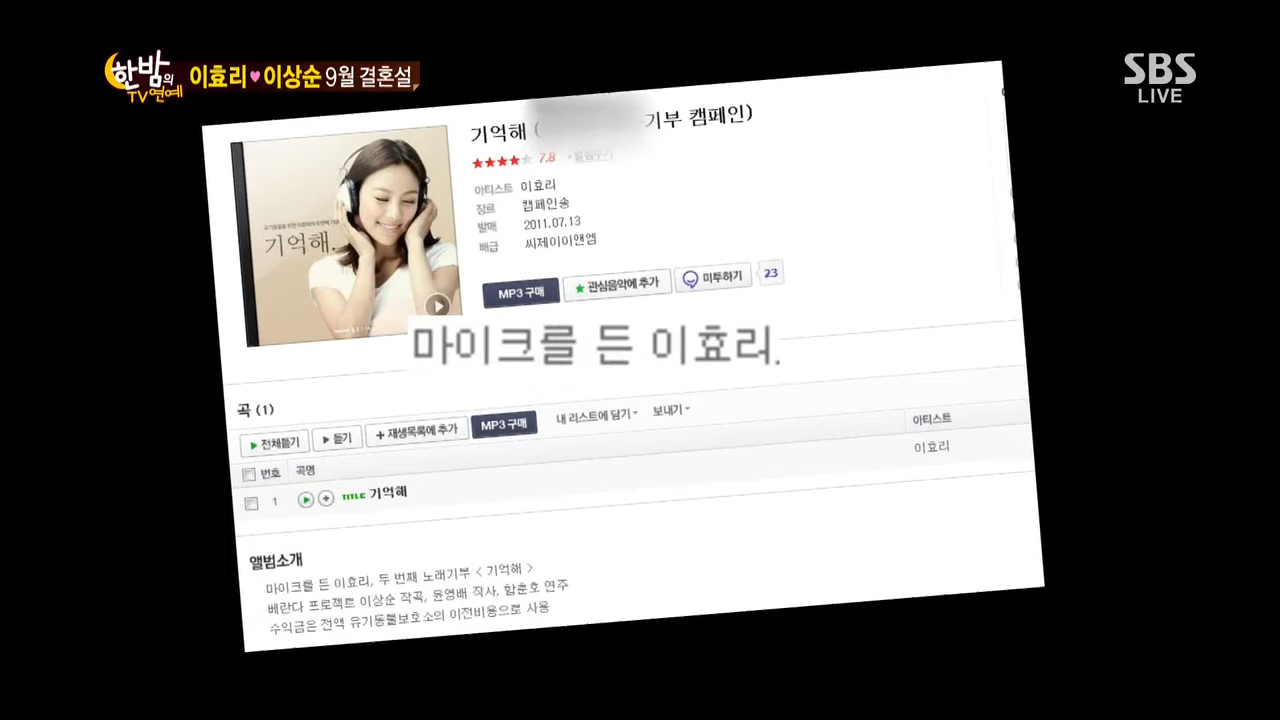 한밤의
TV연예
이효리♥이상순 9월 결혼설
SBS
LIVE
기억해 ( 기부 캠페인)
★★★★★ 7.8
아티스트 이효리
장르 캠페인송
발매 2011.07.13
배급 씨제이이앤엠
MP3 구매
관심음악에 추가
미투하기
23
기억해.
마이크를 든 이효리.
곡 (1)
전체듣기
듣기
+ 재생목록에 추가
MP3 구매
내 리스트에 담기
보내기
번호
곡명
아티스트
1
TITLE 기억해
이효리
앨범소개
마이크를 든 이효리, 두 번째 노래기부 < 기억해 >
베란다 프로젝트 이상순 작곡, 윤영배 작사, 함춘호 연주
수익금은 전액 유기동물보호소의 이전비용으로 사용